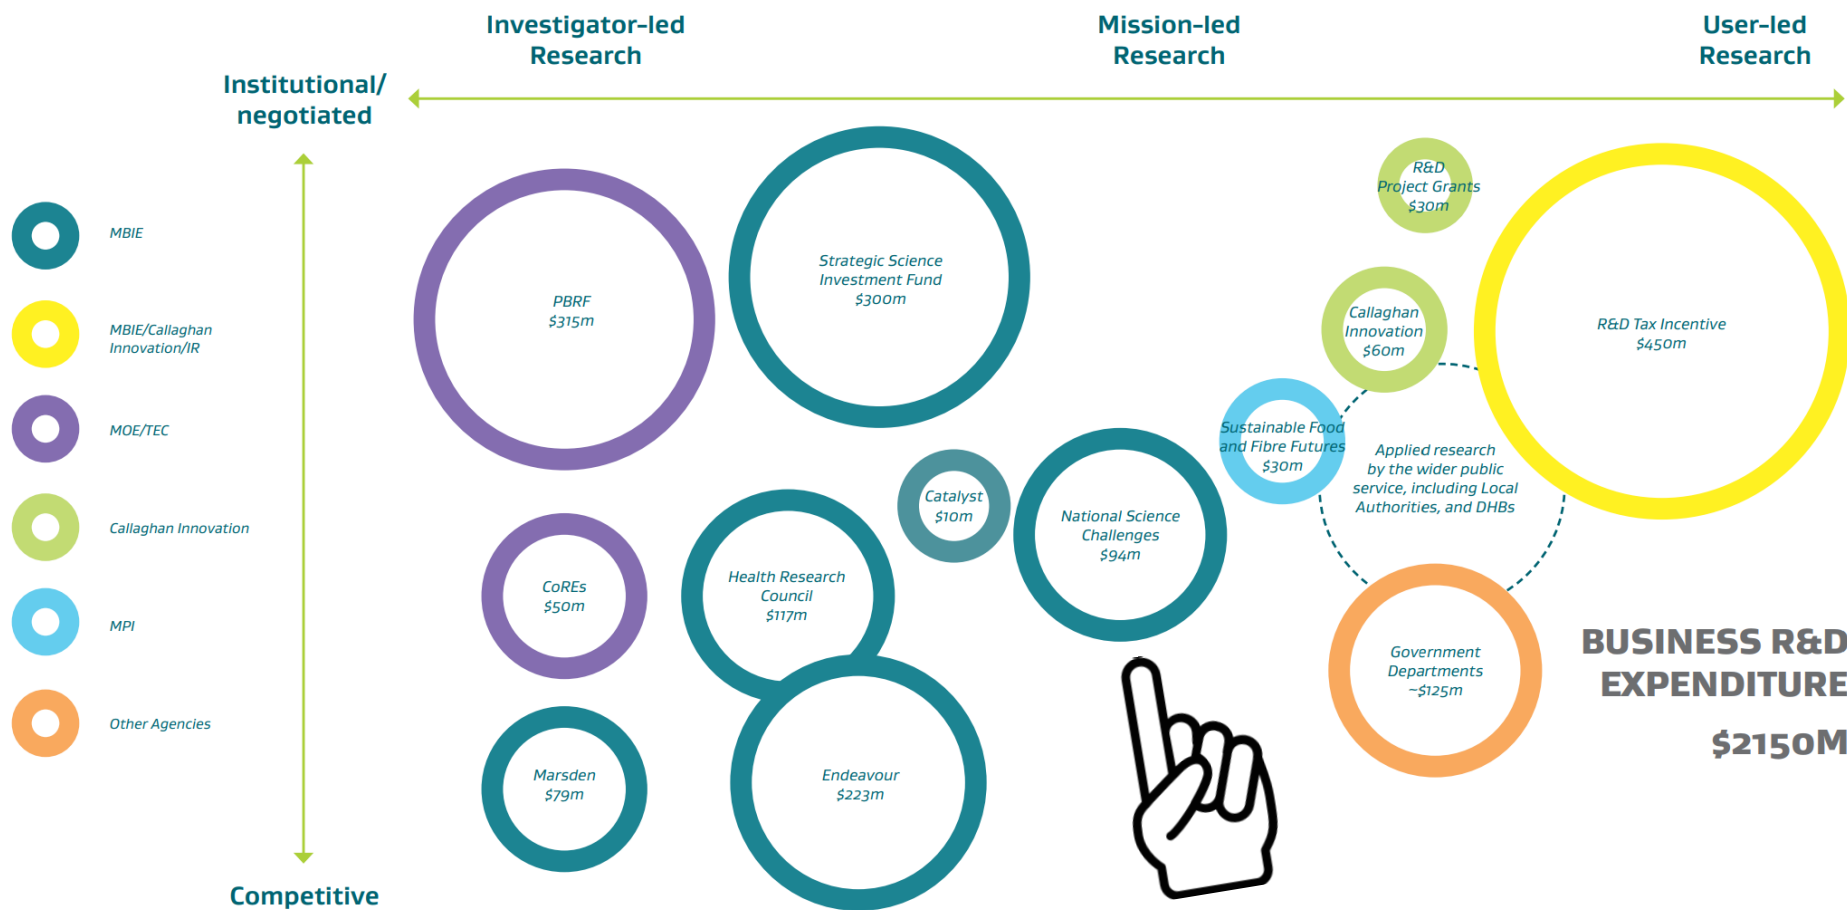 Investigator-led
Research
Mission-led
Research
User-led
Research
Institutional/
negotiated
Competitive
MBIE
MBIE/Callaghan
Innovation/IR
MOE/TEC
Callaghan Innovation
MPI
Other Agencies
PBRF
$315m
Strategic Science
Investment Fund
$300m
R&D
Project Grants
$30m
Callaghan
Innovation
$60m
R&D Tax Incentive
$450m
Sustainable Food
and Fibre Futures
$30m
Applied research
by the wider public
service, including Local
Authorities, and DHBs
Catalyst
$10m
National Science
Challenges
$94m
CoREs
$50m
Health Research
Council
$117m
Government
Departments
~$125m
Marsden
$79m
Endeavour
$223m
BUSINESS R&D
EXPENDITURE
$2150M